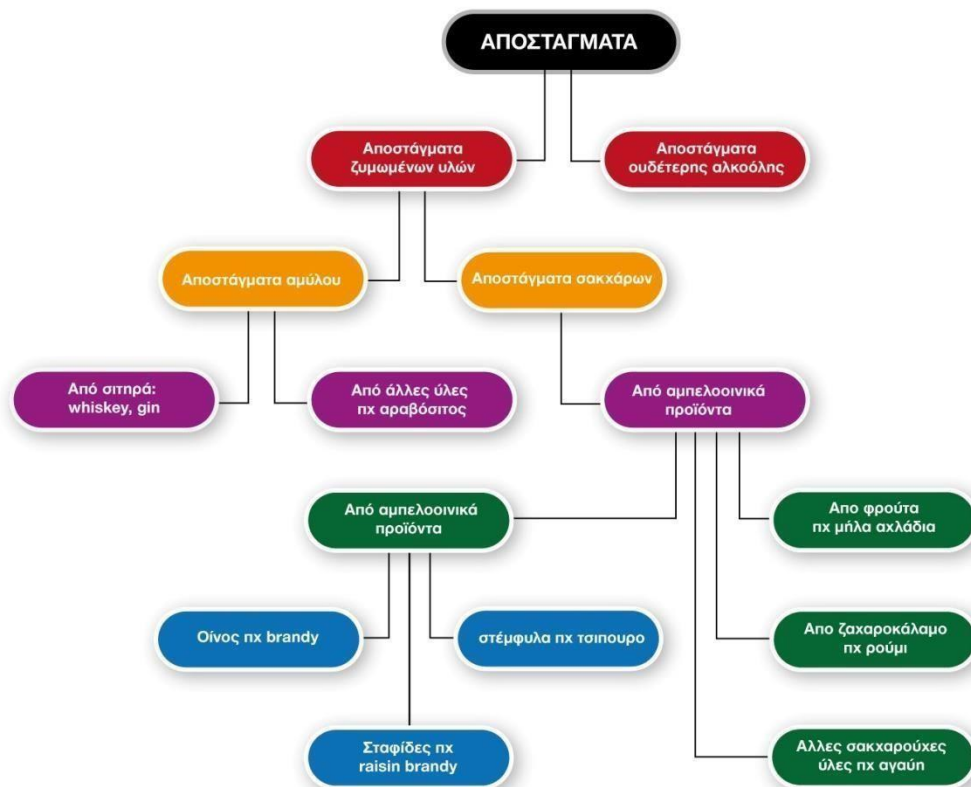 ΑΠΟΣΤΑΓΜΑΤΑ
Αποστάγματα
ζυμωμένων υλών
Αποστάγματα
ουδέτερης αλκοόλης
Αποστάγματα αμύλου
Αποστάγματα σακχάρων
Από σιτηρά:
whiskey, gin
Από άλλες ύλες
πχ αραβόσιτος
Από αμπελοοινικά
προϊόντα
Από αμπελοοινικά
προϊόντα
Απο φρούτα
πχ μήλα αχλάδια
Οίνος πχ brandy
στέμφυλα πχ τσιπουρο
Απο ζαχαροκάλαμο
πχ ρούμι
Σταφίδες πχ
raisin brandy
Αλλες σακχαρούχες
ύλες πχ αγαύη